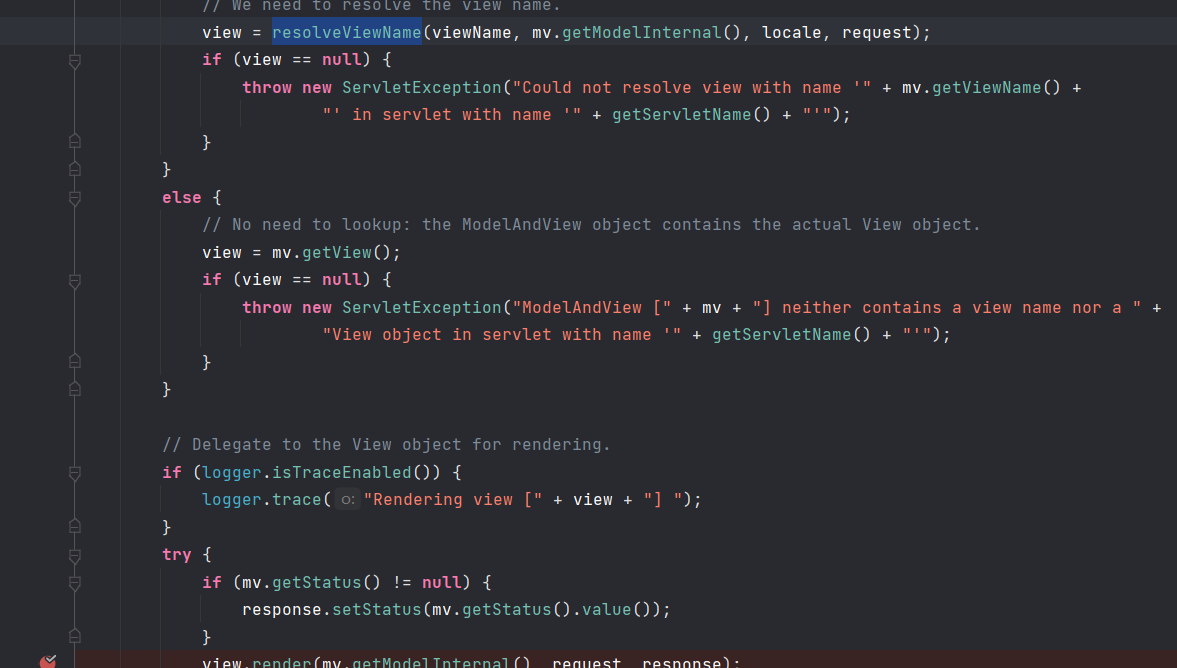 // We need to resolve the view name.
view = resolveViewName(viewName, mv.getModelInternal(), locale, request);
if (view == null) {
throw new ServletException("Could not resolve view with name '" + mv.getViewName() +
"' in servlet with name '" + getServletName() + "'");
}
}
else {
// No need to lookup: the ModelAndView object contains the actual View object.
view = mv.getView();
if (view == null) {
throw new ServletException("ModelAndView [" + mv + "] neither contains a view name nor a " +
"View object in servlet with name '" + getServletName() + "'");
}
}
// Delegate to the View object for rendering.
if (logger.isTraceEnabled()) {
logger.trace( o: "Rendering view [" + view + "] ");
}
try {
if (mv.getStatus() != null) {
response.setStatus(mv.getStatus().value());
}
view.render(mv.getModelInternal(), request, response);